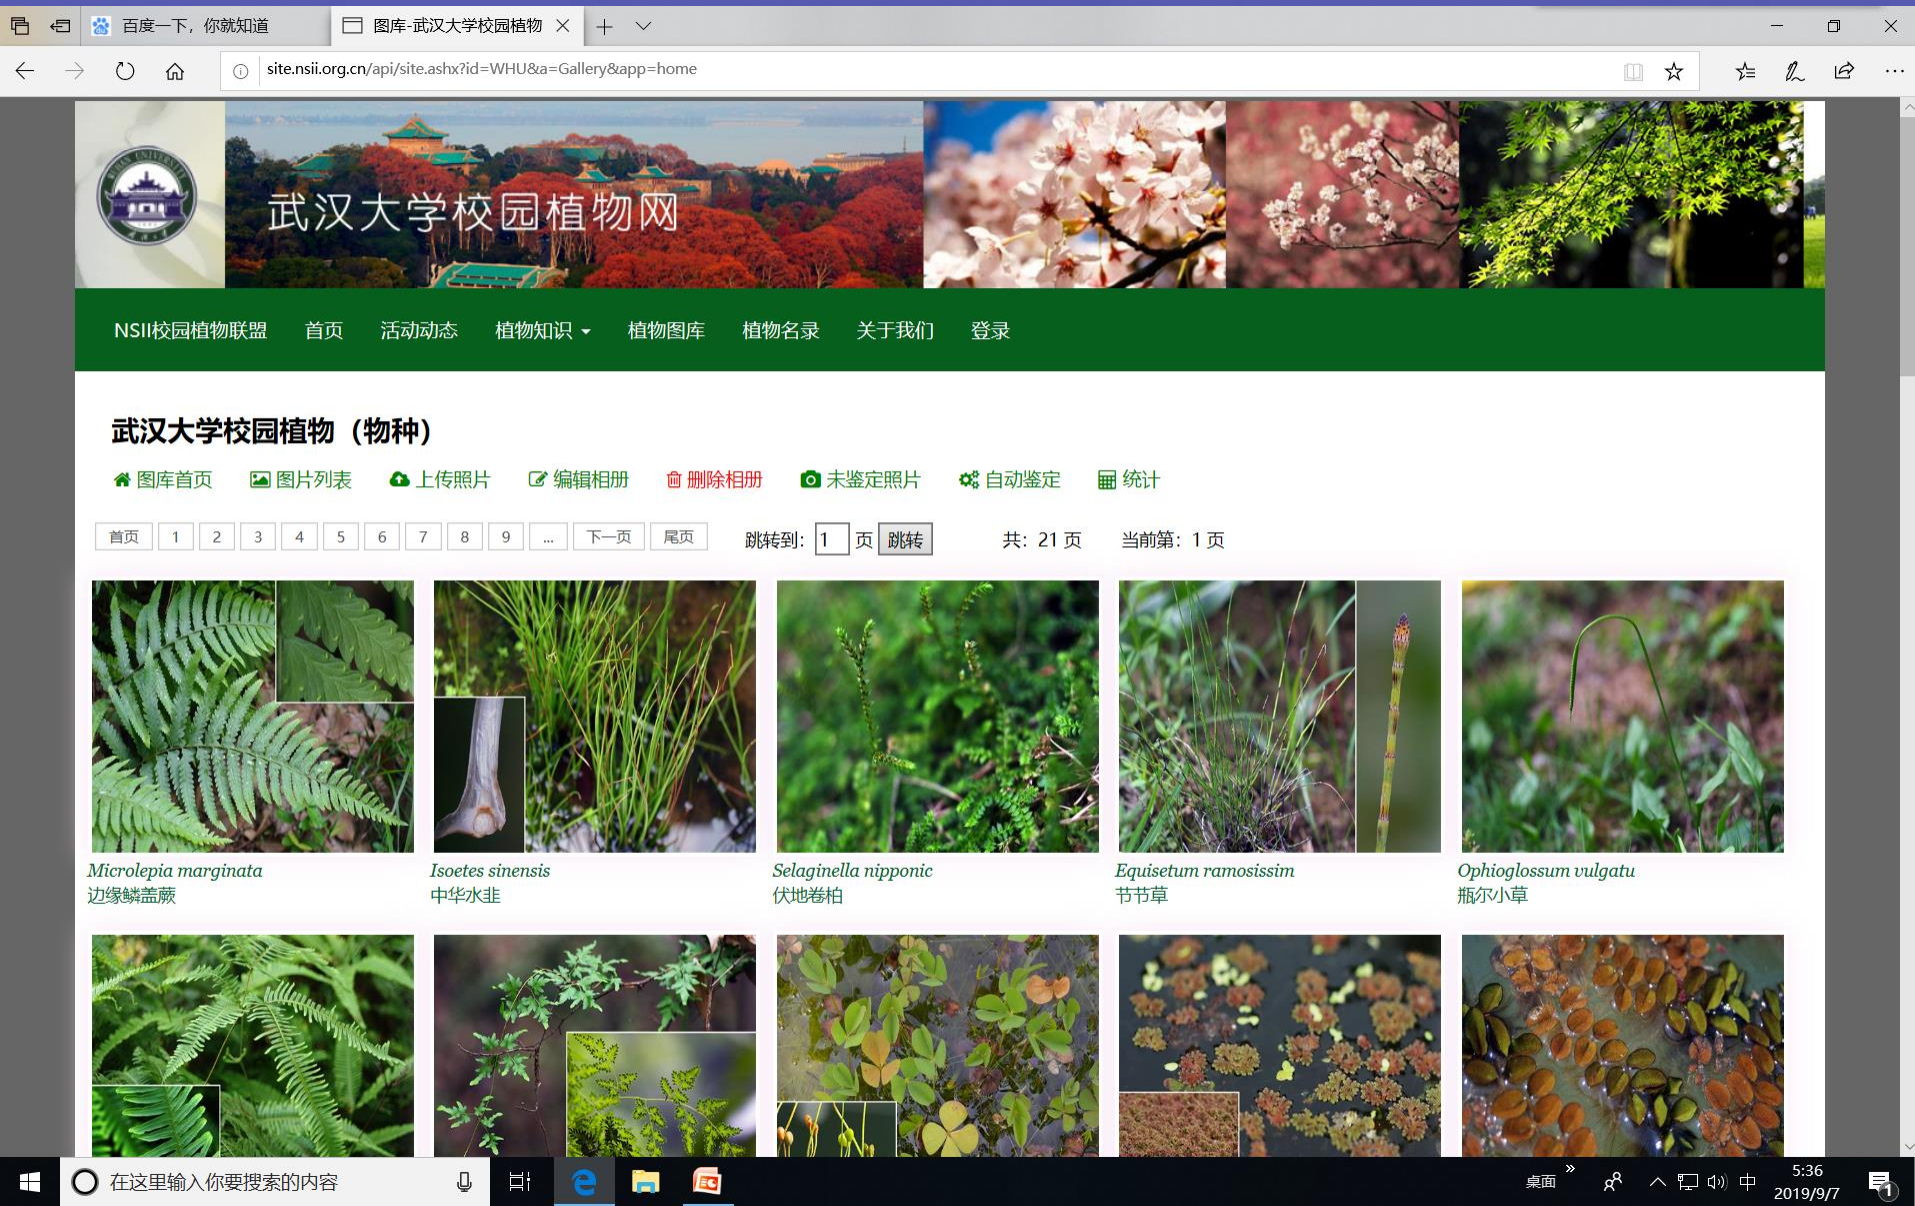 百度一下，你就知道
图库-武汉大学校园植物
site.nsii.org.cn/api/site.ashx?id=WHU&a=Gallery&app=home
武汉大学校园植物网
NSII校园植物联盟 首页 活动动态 植物知识 植物图库 植物名录 关于我们 登录
武汉大学校园植物（物种）
图库首页 图片列表 上传照片 编辑相册 删除相册 未鉴定照片 自动鉴定 统计
首页 1 2 3 4 5 6 7 8 9 ... 下一页 尾页 跳转到: 1 页 跳转 共: 21 页 当前第: 1 页
Microlepia marginata
边缘鳞盖蕨
Isoetes sinensis
中华水韭
Selaginella nipponic
伏地卷柏
Equisetum ramosissim
节节草
Ophioglossum vulgatu
瓶尔小草
在这里输入你要搜索的内容
桌面
中
5:36
2019/9/7
1